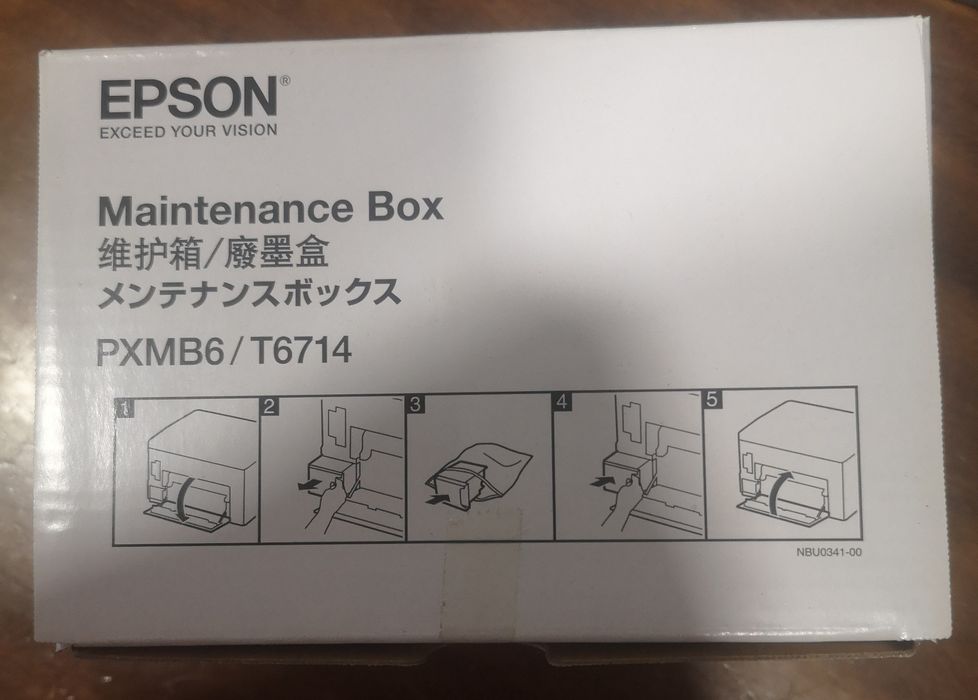 EPSON®
EXCEED YOUR VISION
Maintenance Box
维护箱/廢墨盒
メンテナンスボックス
PXMB6/T6714
1 2 3 4 5
NBU0341-00